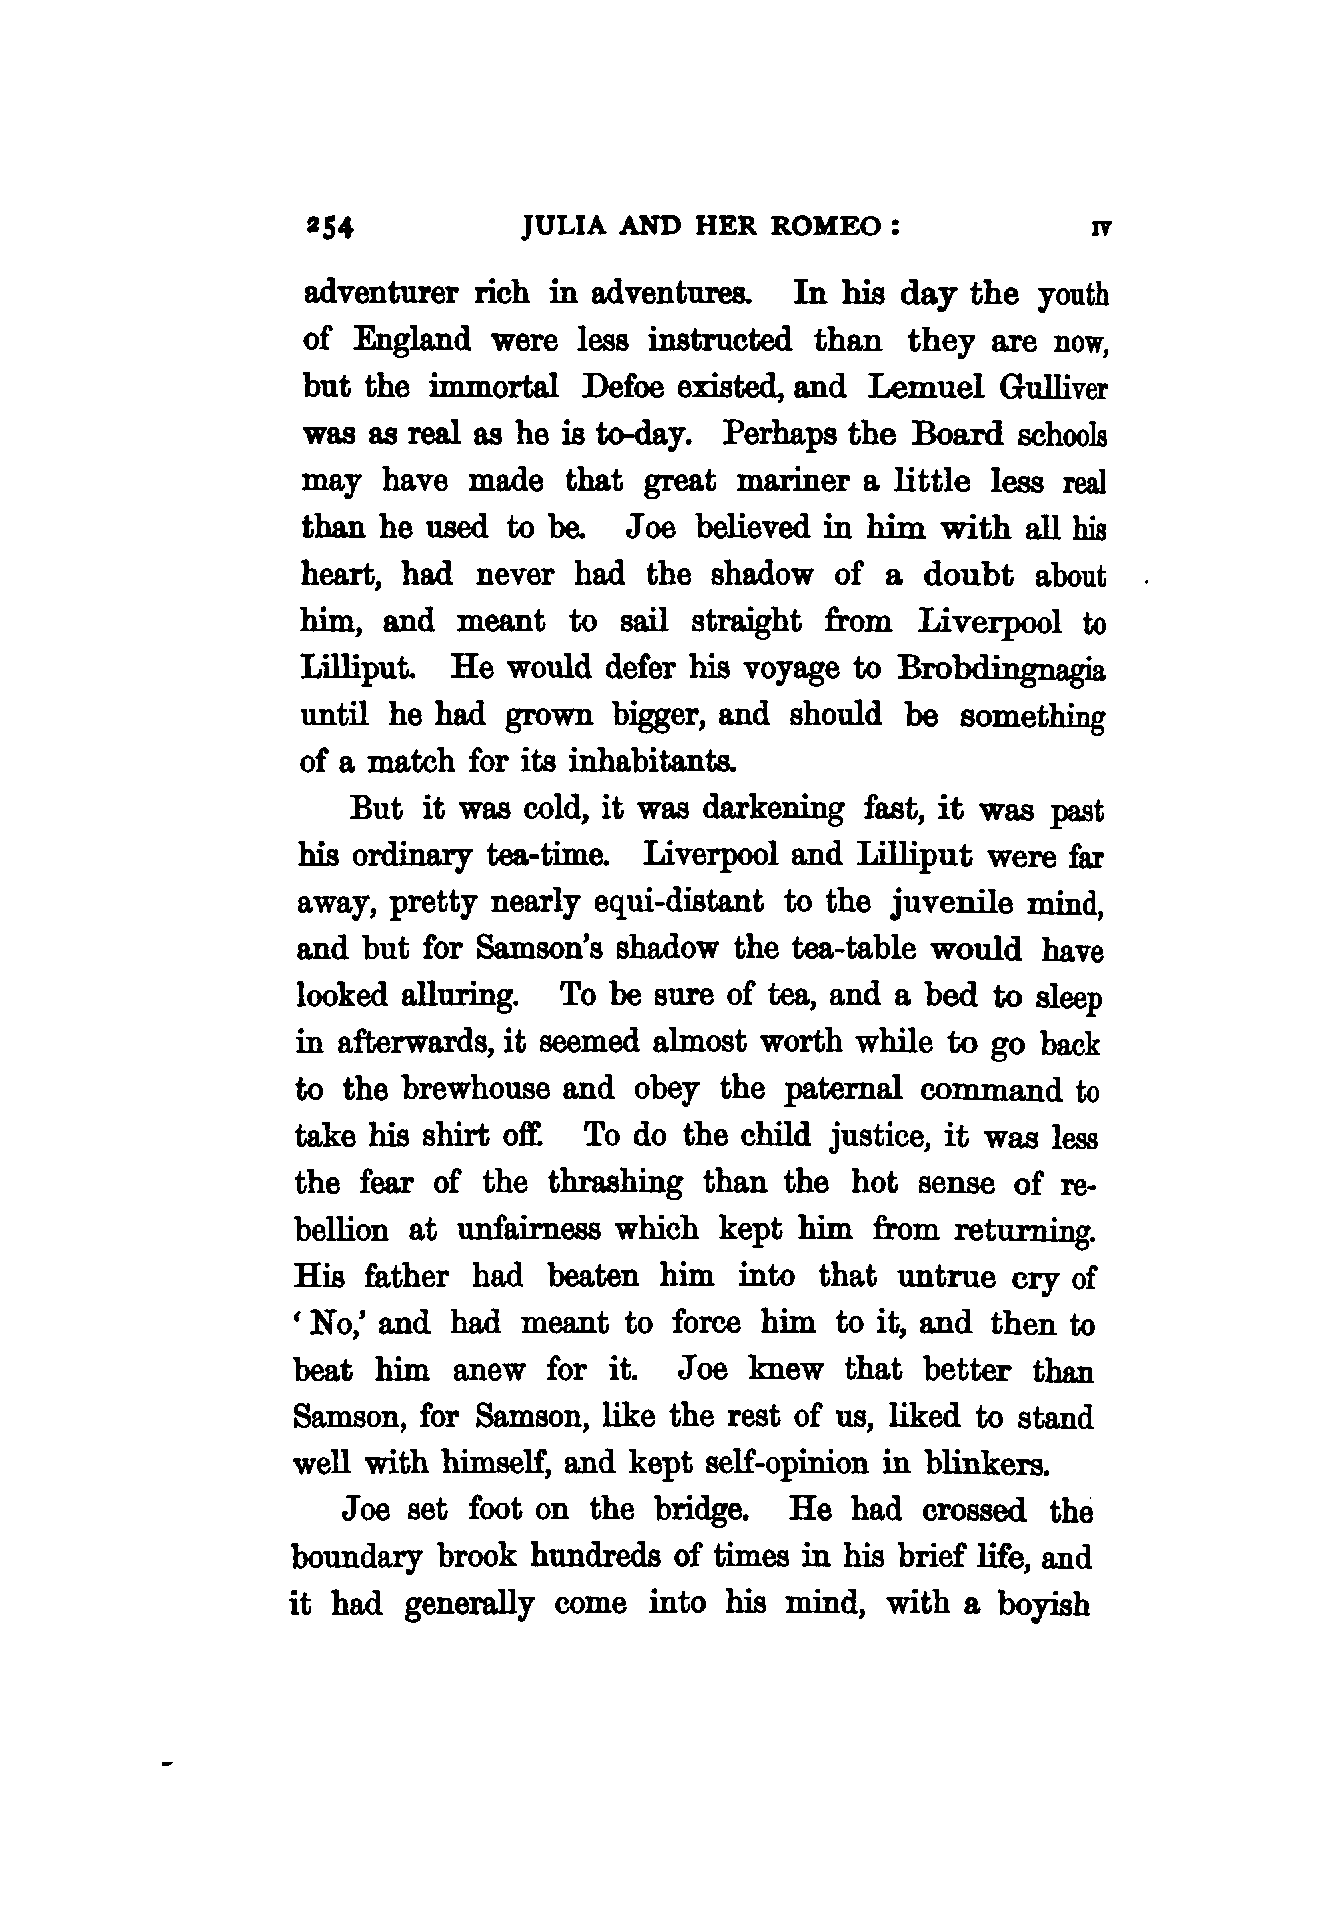 254 JULIA AND HER ROMEO : IV
adventurer rich in adventures. In his day the youth
of England were less instructed than they are now,
but the immortal Defoe existed, and Lemuel Gulliver
was as real as he is to-day. Perhaps the Board schools
may have made that great mariner a little less real
than he used to be. Joe believed in him with all his
heart, had never had the shadow of a doubt about
him, and meant to sail straight from Liverpool to
Lilliput. He would defer his voyage to Brobdingnagia
until he had grown bigger, and should be something
of a match for its inhabitants.
But it was cold, it was darkening fast, it was past
his ordinary tea-time. Liverpool and Lilliput were far
away, pretty nearly equi-distant to the juvenile mind,
and but for Samson's shadow the tea-table would have
looked alluring. To be sure of tea, and a bed to sleep
in afterwards, it seemed almost worth while to go back
to the brewhouse and obey the paternal command to
take his shirt off. To do the child justice, it was less
the fear of the thrashing than the hot sense of re-
bellion at unfairness which kept him from returning.
His father had beaten him into that untrue cry of
‘No,’ and had meant to force him to it, and then to
beat him anew for it. Joe knew that better than
Samson, for Samson, like the rest of us, liked to stand
well with himself, and kept self-opinion in blinkers.
Joe set foot on the bridge. He had crossed the
boundary brook hundreds of times in his brief life, and
it had generally come into his mind, with a boyish